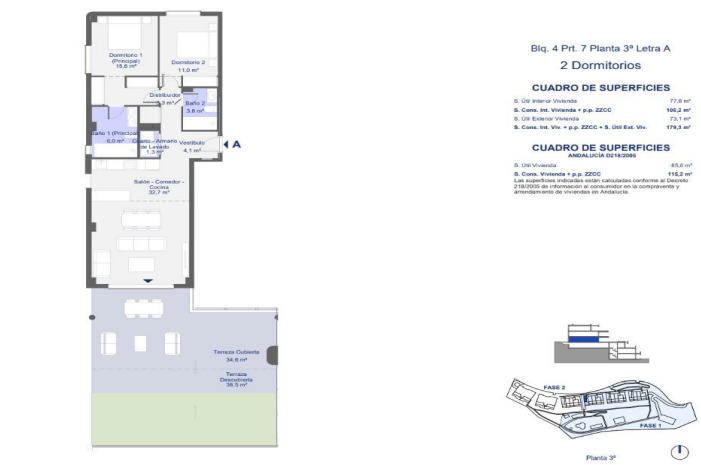 Dormitorio 1
(Principal)
15,6 m²
Dormitorio 2
11,0 m²
Distribuidor
Baño 2
3,8 m²
Baño 1 (Principal)
6,0 m²
de Lavado
1,3 m²
Vestíbulo
4,1 m²
A
Salón - Comedor -
Cocina
32,7 m²
Terraza Cubierta
34,6 m²
Terraza
Descubierta
38,5 m²
Blq. 4 Prt. 7 Planta 3ª Letra A
2 Dormitorios
CUADRO DE SUPERFICIES
S. Útil Interior Vivienda 77,8 m²
S. Cons. Int. Vivienda + p.p. ZZCC 106,2 m²
S. Útil Exterior Vivienda 73,1 m²
S. Cons. Int. Viv. + p.p. ZZCC + S. Útil Ext. Viv. 179,3 m²
CUADRO DE SUPERFICIES
ANDALUCÍA D218/2005
S. Útil Vivienda 85,6 m²
S. Cons. Vivienda + p.p. ZZCC 115,2 m²
Las superficies indicadas están calculadas conforme al Decreto
218/2005 de información al consumidor en la compraventa y
arrendamiento de viviendas en Andalucía.
FASE 2
FASE 1
Planta 3ª